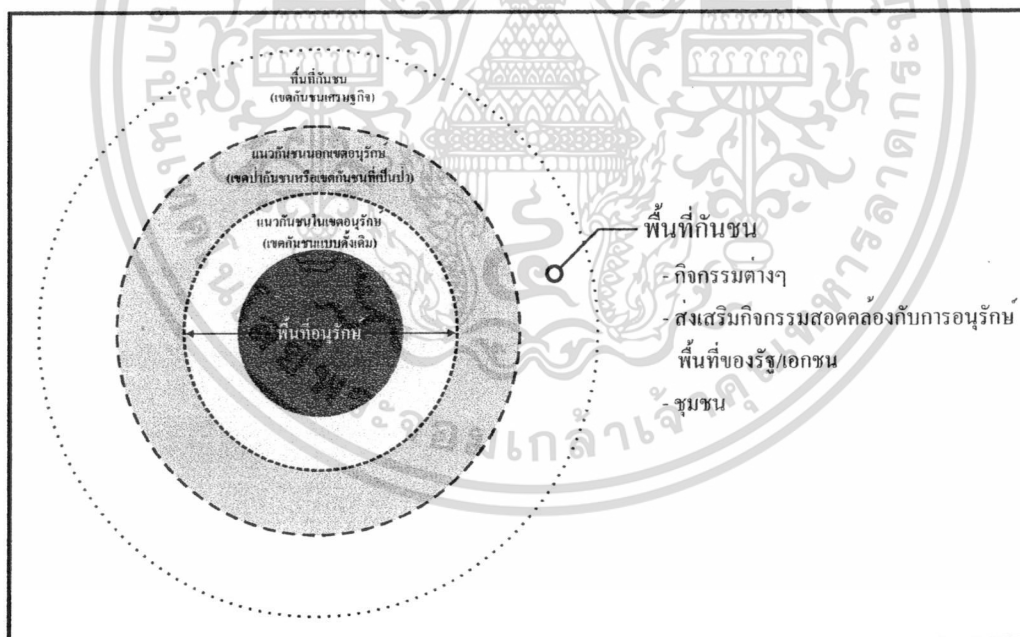 พื้นที่กันชน
(เขตกันชนเศรษฐกิจ)
แนวกันชนนอกเขตอนุรักษ์
(เขตป่ากันชนหรือเขตกันชนที่เป็นป่า)
แนวกันชนในเขตอนุรักษ์
(เขตกันชนแบบดั้งเดิม)
พื้นที่อนุรักษ์
พื้นที่กันชน
- กิจกรรมต่างๆ
- ส่งเสริมกิจกรรมสอดคล้องกับการอนุรักษ์
พื้นที่ของรัฐ/เอกชน
- ชุมชน